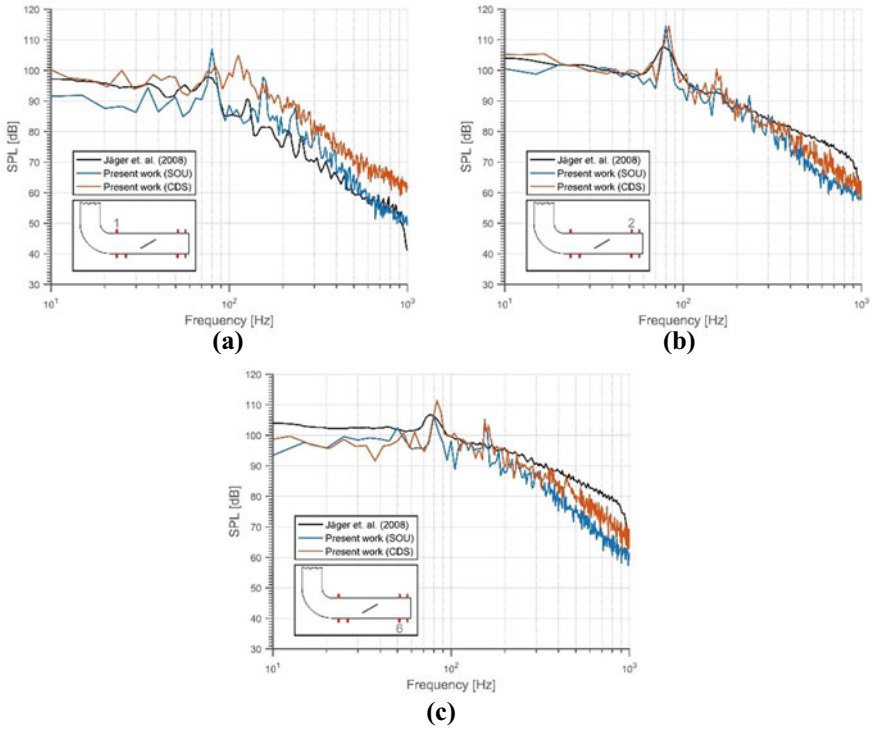 120
110
100
90
80
70
60
50
40
30
SPL [dB]
Jäger et. al. (2008)
Present work (SOU)
Present work (CDS)
1
10¹
10²
10³
Frequency [Hz]
(a)
120
110
100
90
80
70
60
50
40
30
SPL [dB]
Jäger et. al. (2008)
Present work (SOU)
Present work (CDS)
2
10¹
10²
10³
Frequency [Hz]
(b)
120
110
100
90
80
70
60
50
40
30
SPL [dB]
Jäger et. al. (2008)
Present work (SOU)
Present work (CDS)
6
10¹
10²
10³
Frequency [Hz]
(c)